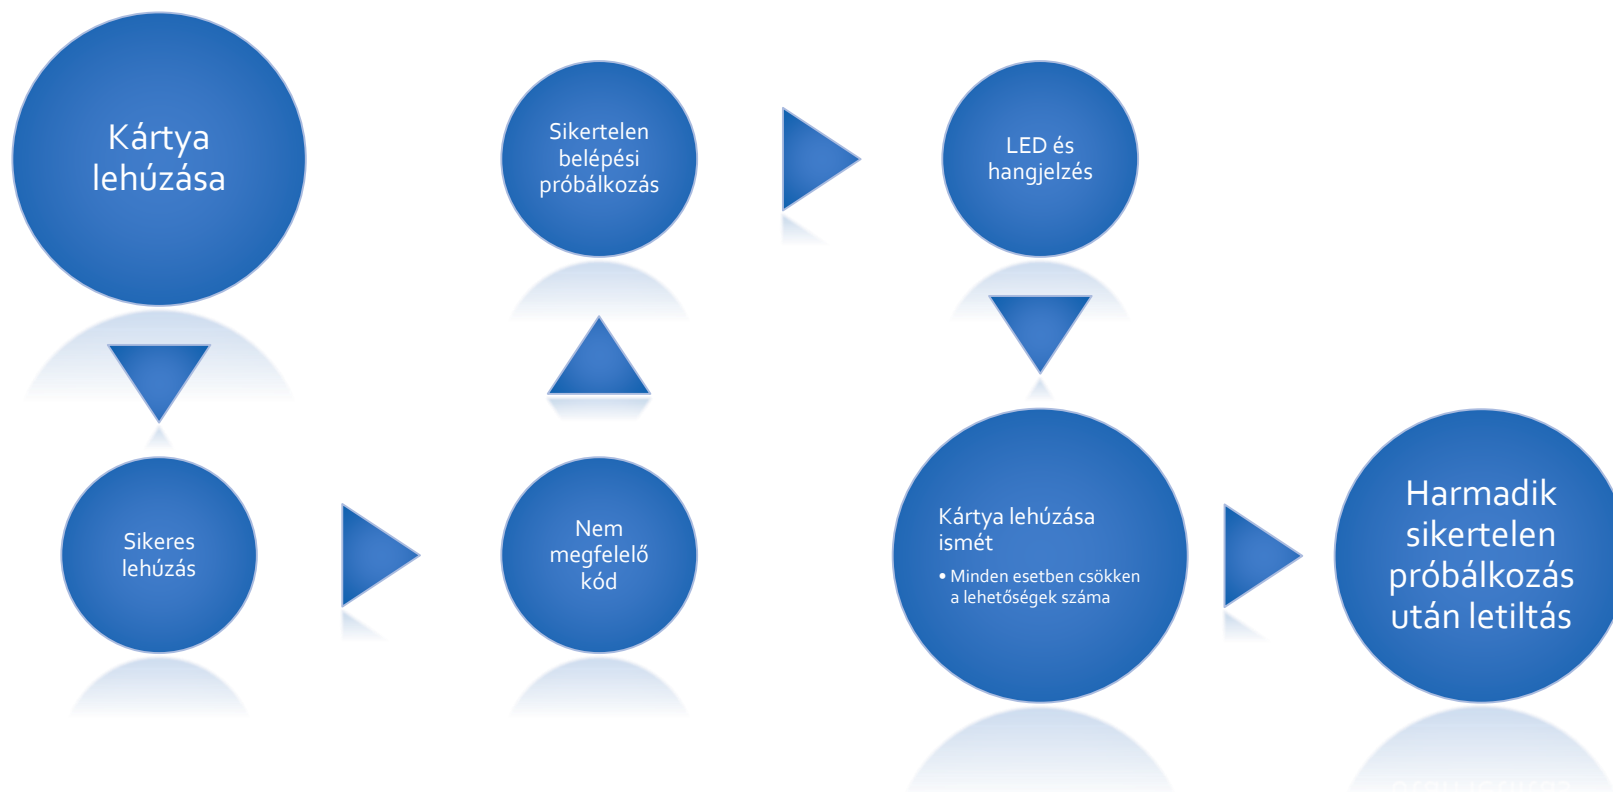 Kártya
lehúzása
Sikeres
lehúzás
Nem
megfelelő
kód
Sikertelen
belépési
próbálkozás
LED és
hangjelzés
Kártya lehúzása
ismét
• Minden esetben csökken
a lehetőségek száma
Harmadik
sikertelen
próbálkozás
után letiltás